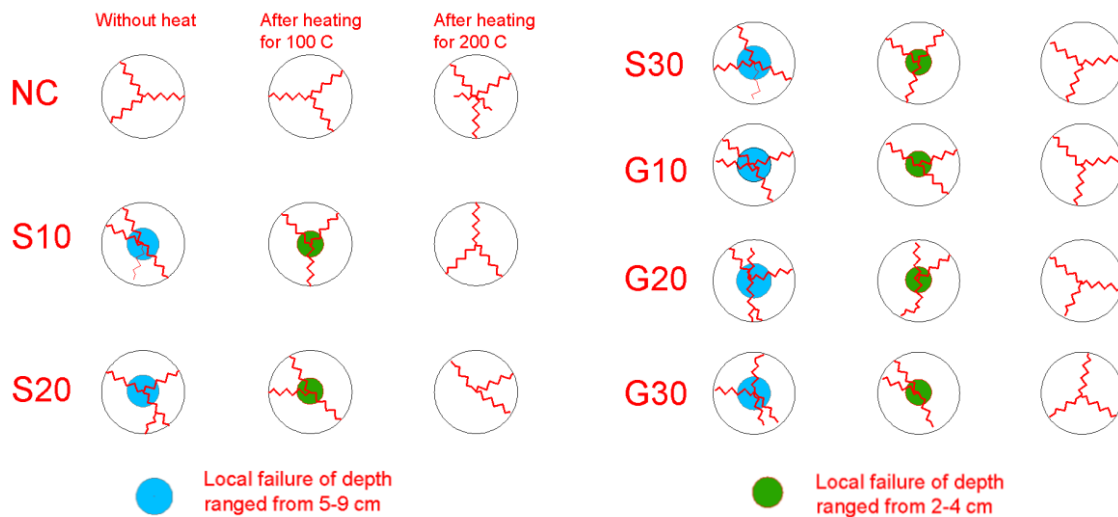 Without heat
After heating
for 100 C
After heating
for 200 C
NC
S10
S20
S30
G10
G20
G30
Local failure of depth
ranged from 5-9 cm
Local failure of depth
ranged from 2-4 cm